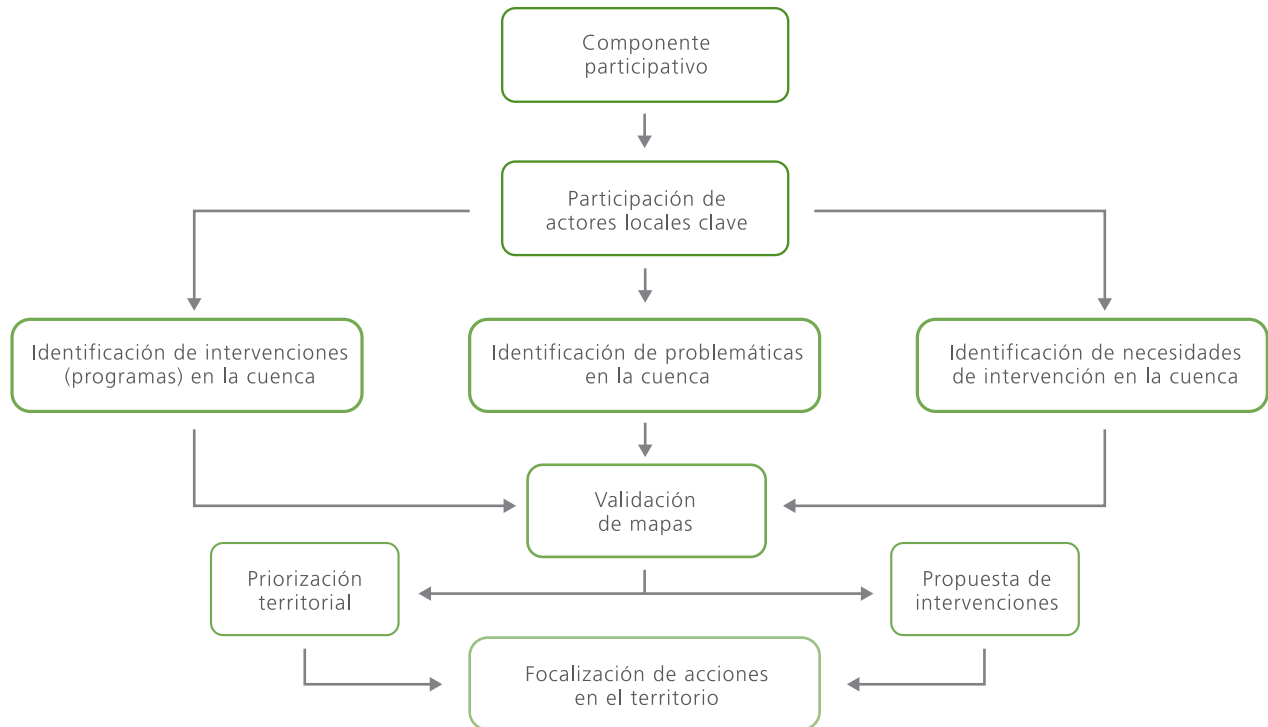 Componente
participativo
Participación de
actores locales clave
Identificación de intervenciones
(programas) en la cuenca
Identificación de problemáticas
en la cuenca
Identificación de necesidades
de intervención en la cuenca
Validación
de mapas
Priorización
territorial
Propuesta de
intervenciones
Focalización de acciones
en el territorio